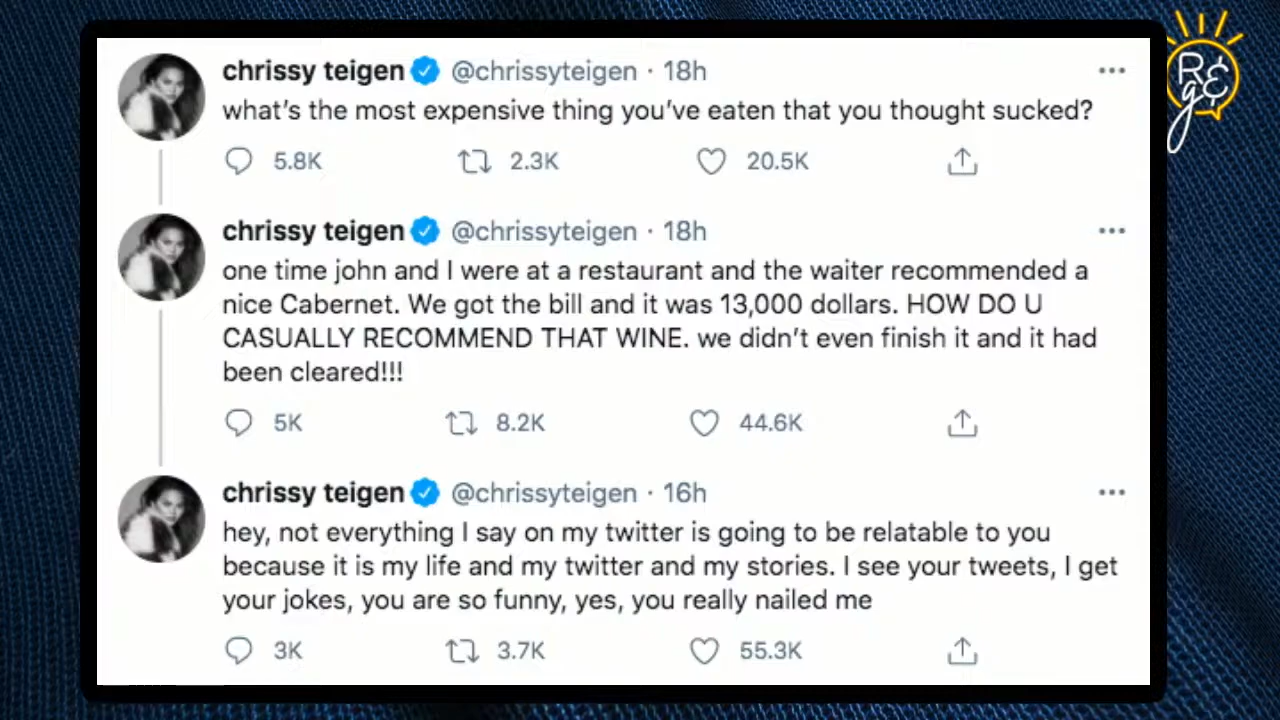 chrissy teigen @chrissyteigen · 18h
what's the most expensive thing you've eaten that you thought sucked?
5.8K 2.3K 20.5K
chrissy teigen @chrissyteigen · 18h
one time john and I were at a restaurant and the waiter recommended a
nice Cabernet. We got the bill and it was 13,000 dollars. HOW DO U
CASUALLY RECOMMEND THAT WINE. we didn't even finish it and it had
been cleared!!!
5K 8.2K 44.6K
chrissy teigen @chrissyteigen · 16h
hey, not everything I say on my twitter is going to be relatable to you
because it is my life and my twitter and my stories. I see your tweets, I get
your jokes, you are so funny, yes, you really nailed me
3K 3.7K 55.3K